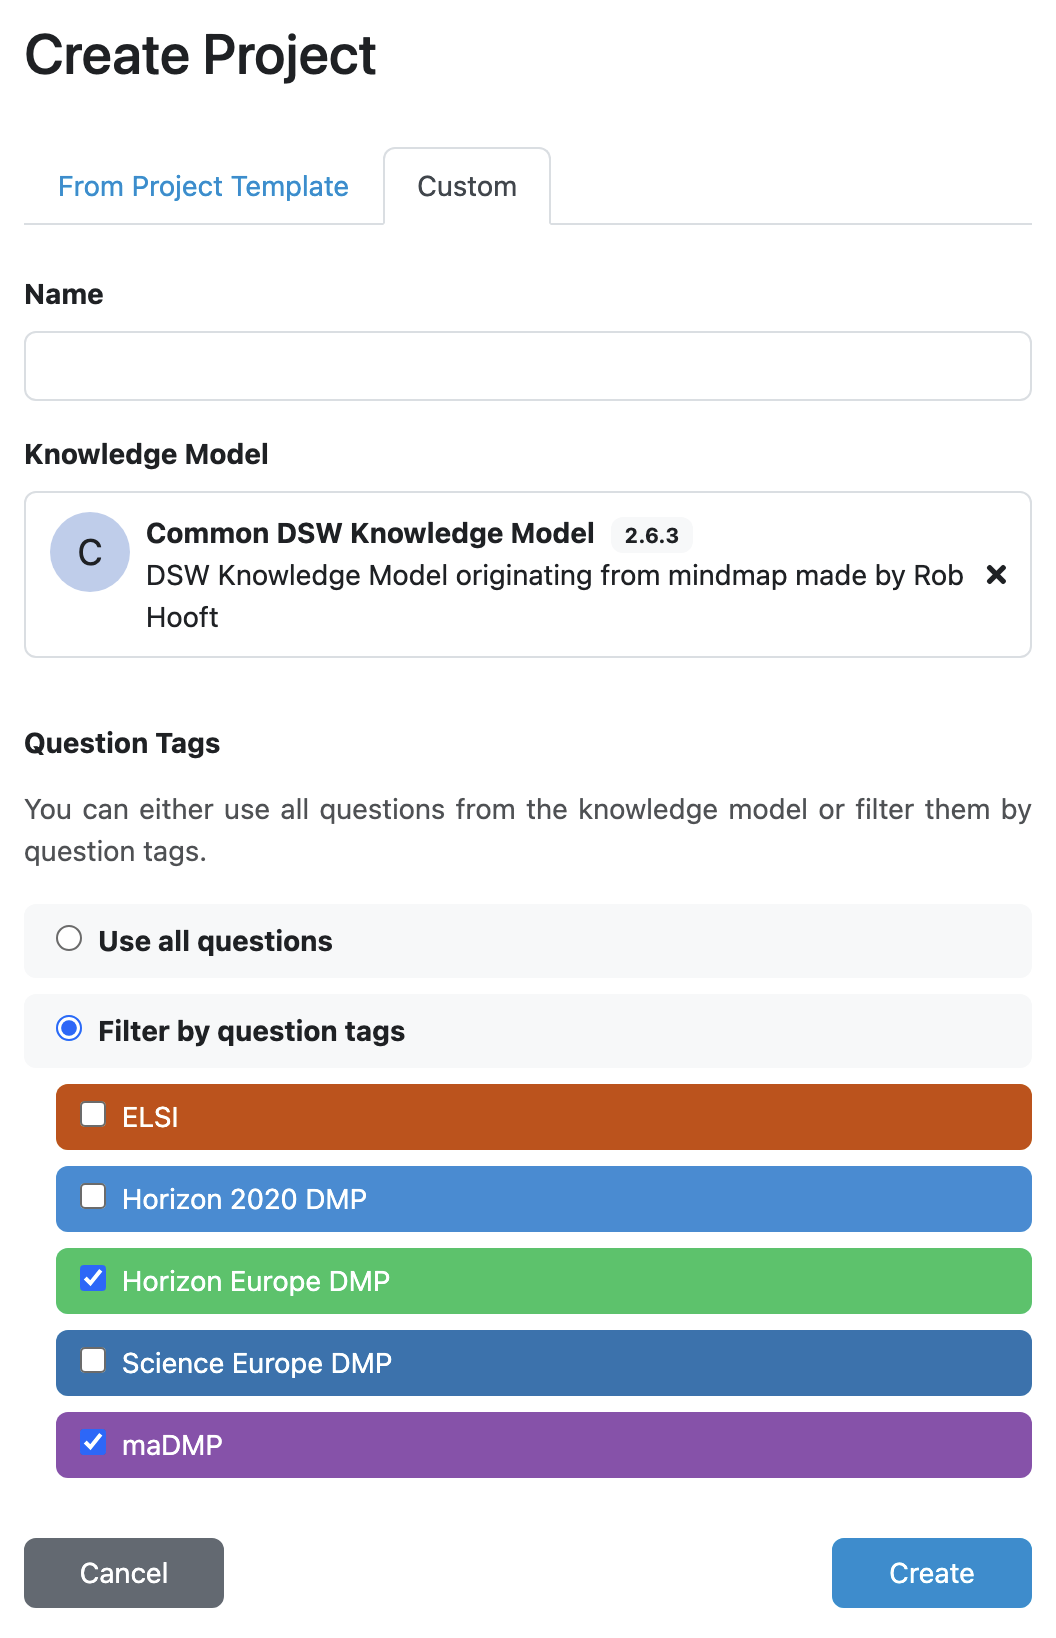 Create Project
From Project Template
Custom
Name
Knowledge Model
C
Common DSW Knowledge Model 2.6.3
DSW Knowledge Model originating from mindmap made by Rob
Hooft
Question Tags
You can either use all questions from the knowledge model or filter them by
question tags.
Use all questions
Filter by question tags
ELSI
Horizon 2020 DMP
Horizon Europe DMP
Science Europe DMP
maDMP
Cancel
Create